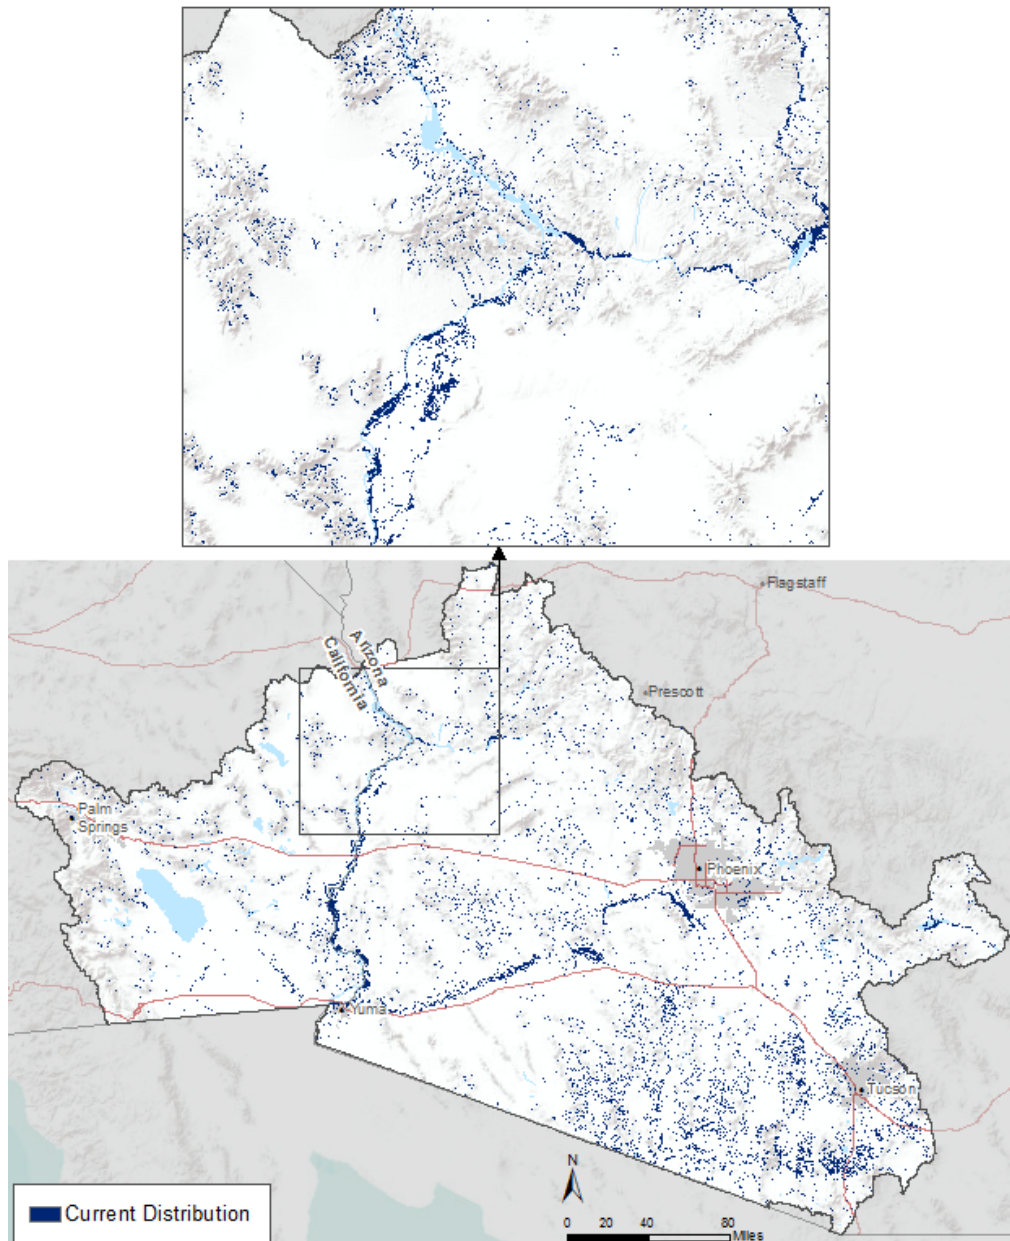 Flagstaff
Arizona
California
Prescott
Palm
Springs
Phoenix
Yuma
Tucson
N
Current Distribution
0 20 40 80
Miles